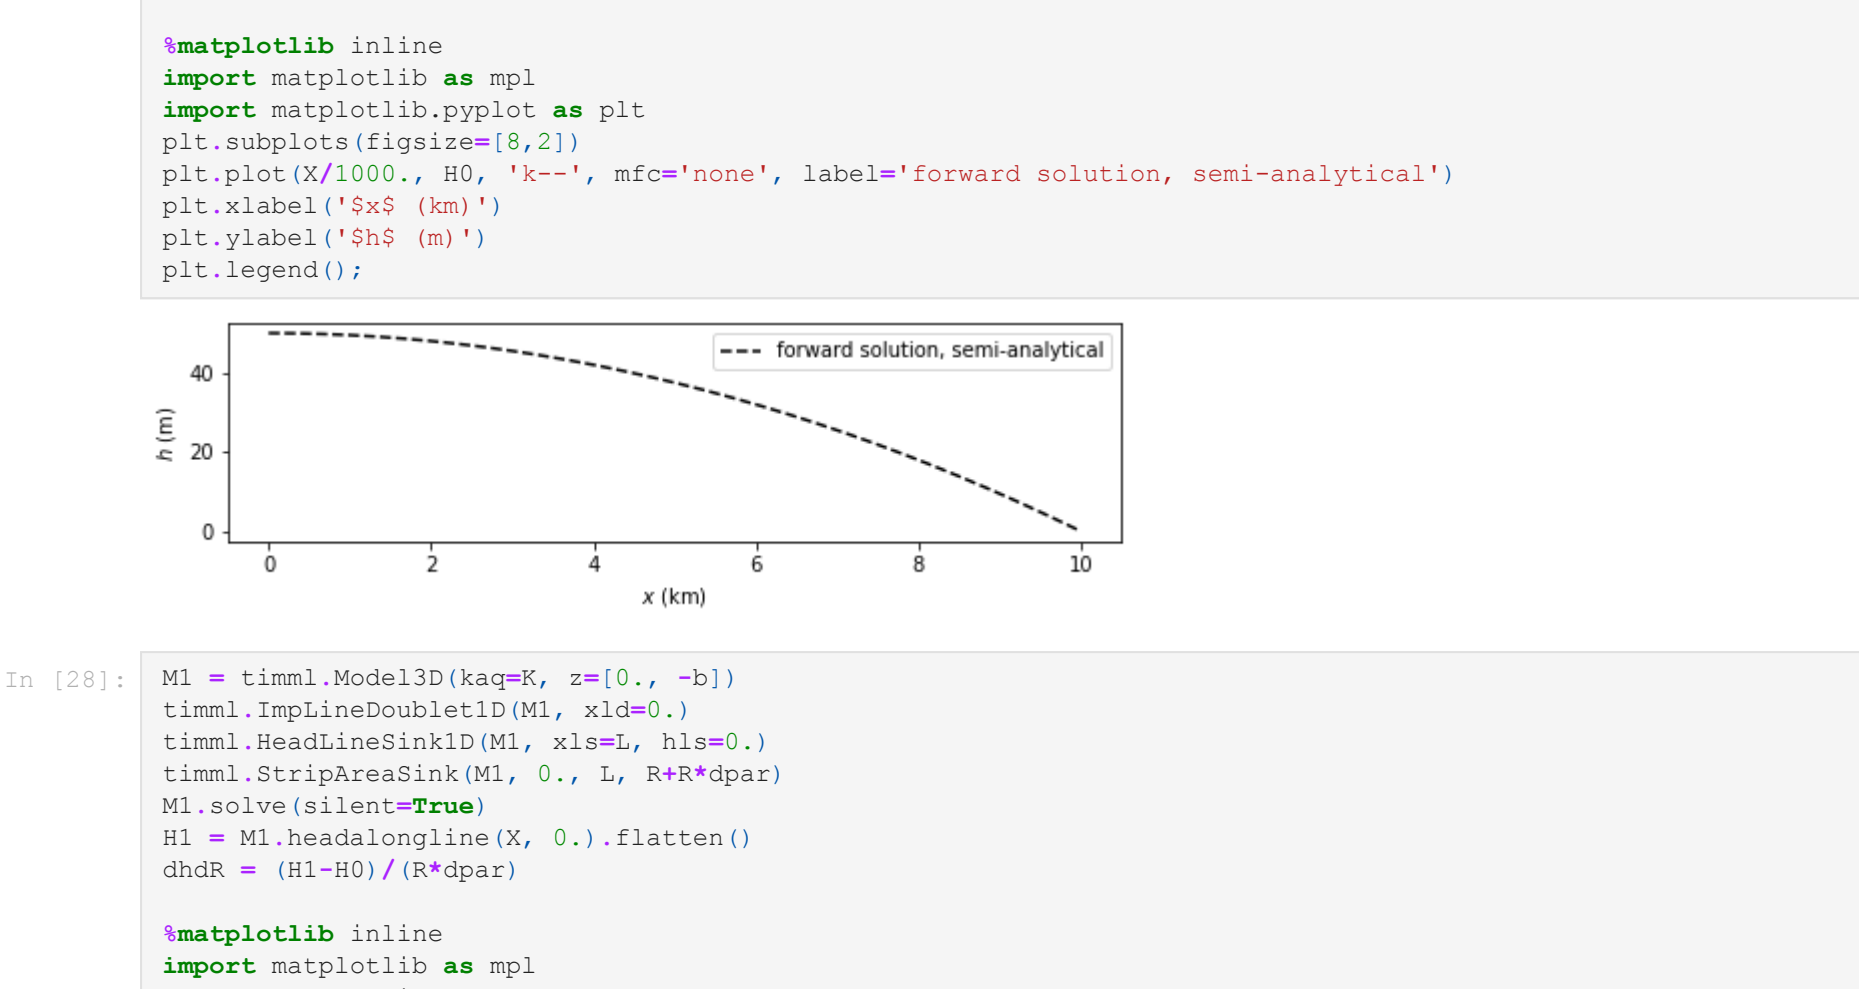 %matplotlib inline
import matplotlib as mpl
import matplotlib.pyplot as plt
plt.subplots(figsize=[8,2])
plt.plot(X/1000., H0, 'k--', mfc='none', label='forward solution, semi-analytical')
plt.xlabel('$x$ (km)')
plt.ylabel('$h$ (m)')
plt.legend();
forward solution, semi-analytical
40
20
0
h (m)
0 2 4 6 8 10
x (km)
In [28]:
M1 = timml.Model3D(kaq=K, z=[0., -b])
timml.ImpLineDoublet1D(M1, xld=0.)
timml.HeadLineSink1D(M1, xls=L, hls=0.)
timml.StripAreaSink(M1, 0., L, R+R*dpar)
M1.solve(silent=True)
H1 = M1.headalongline(X, 0.).flatten()
dhdR = (H1-H0)/(R*dpar)
%matplotlib inline
import matplotlib as mpl